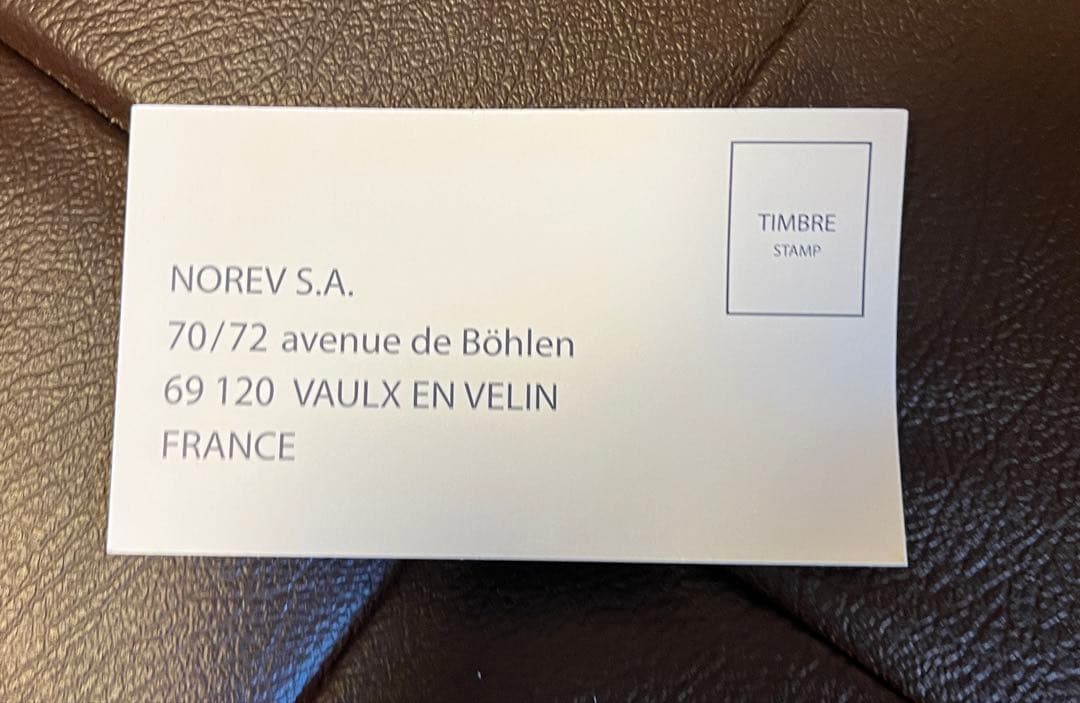 TIMBRE
STAMP
NOREV S.A.
70/72 avenue de Böhlen
69 120 VAULX EN VELIN
FRANCE